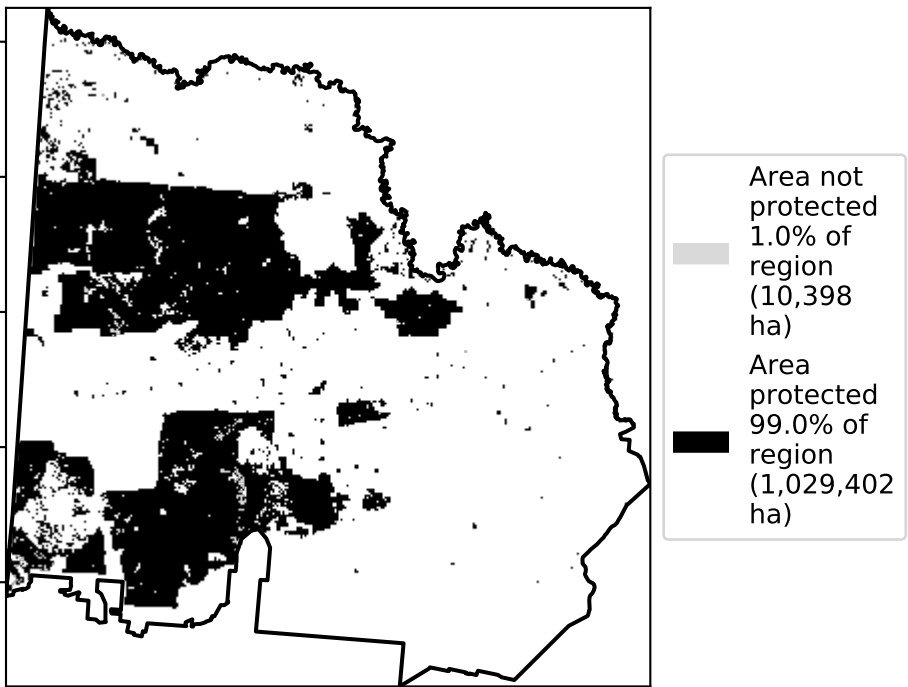 Area not
protected
1.0% of
region
(10,398
ha)
Area
protected
99.0% of
region
(1,029,402
ha)